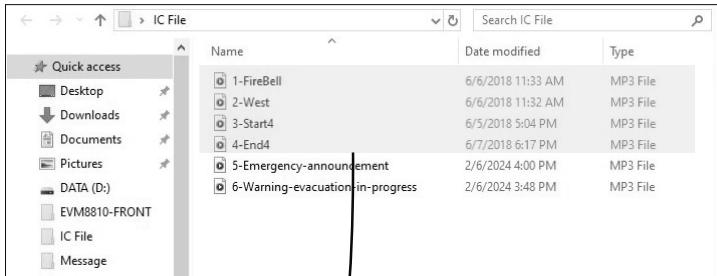 IC File
Search IC File
Name
Date modified
Type
Quick access
Desktop
Downloads
Documents
Pictures
DATA (D:)
EVM8810-FRONT
IC File
Message
1-FireBell 6/6/2018 11:33 AM MP3 File
2-West 6/6/2018 11:32 AM MP3 File
3-Start4 6/5/2018 5:04 PM MP3 File
4-End4 6/7/2018 6:17 PM MP3 File
5-Emergency-announcement 2/6/2024 4:00 PM MP3 File
6-Warning-evacuation-in-progress 2/6/2024 3:48 PM MP3 File